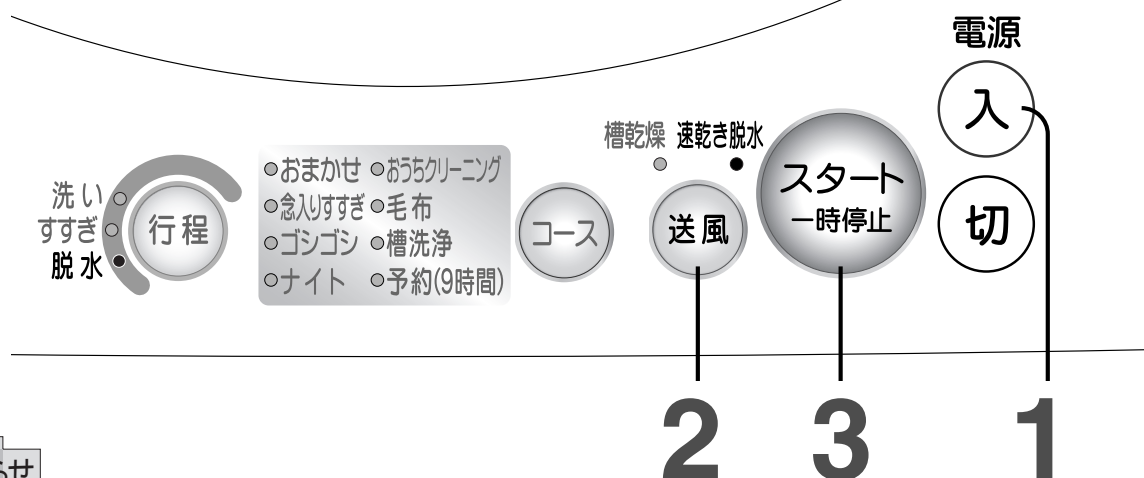 電源
入
切
槽乾燥 速乾き脱水
スタート
一時停止
送風
洗い
すすぎ
脱水
行程
おまかせ おうちクリーニング
念入りすすぎ 毛布
ゴシゴシ 槽洗浄
ナイト 予約(9時間)
コース
2 3 1
せ